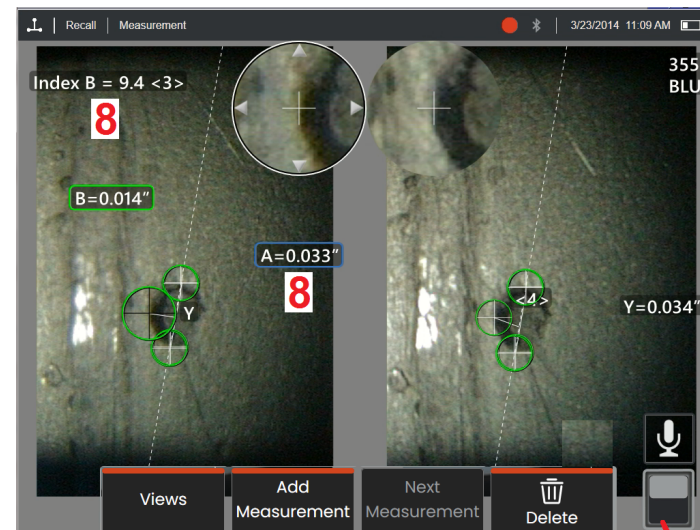 Recall | Measurement
3/23/2014 11:09 AM
Index B = 9.4 <3>
8
355
BLU
B=0.014"
A=0.033"
8
Y
<4>
Y=0.034"
Views
Add
Measurement
Next
Measurement
Delete